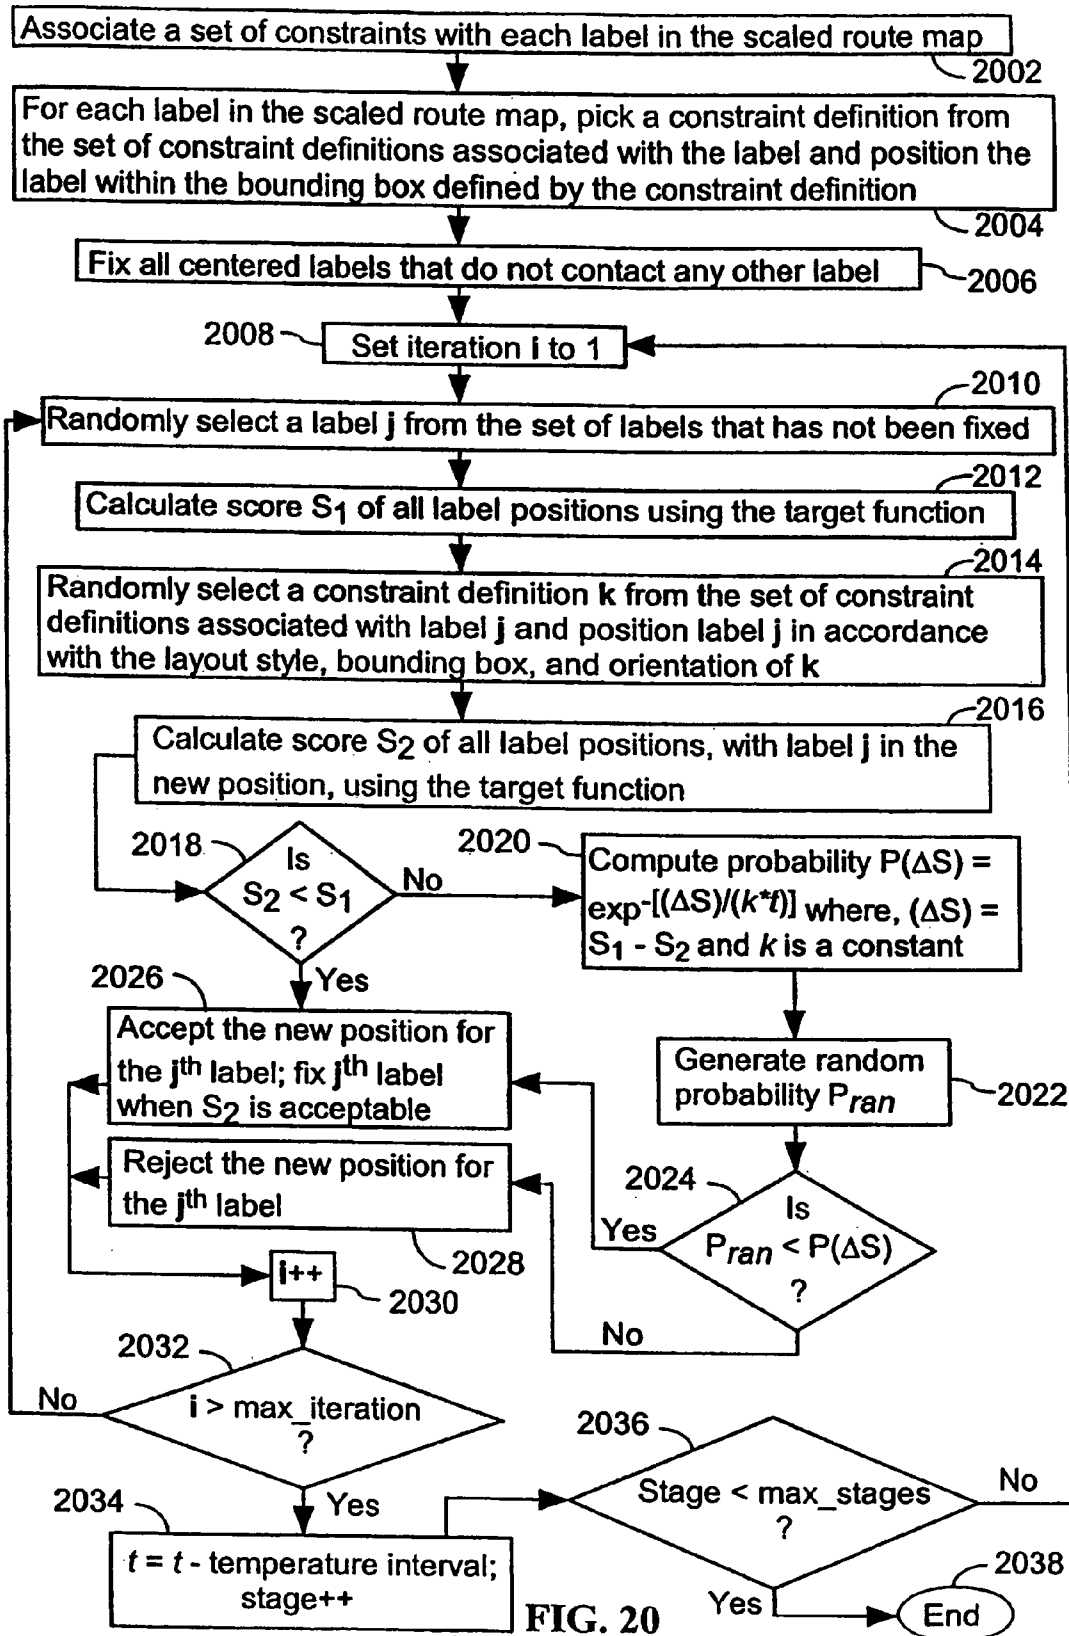 Associate a set of constraints with each label in the scaled route map
2002
For each label in the scaled route map, pick a constraint definition from
the set of constraint definitions associated with the label and position the
label within the bounding box defined by the constraint definition
2004
Fix all centered labels that do not contact any other label
2006
2008
Set iteration i to 1
2010
Randomly select a label j from the set of labels that has not been fixed
2012
Calculate score S1 of all label positions using the target function
2014
Randomly select a constraint definition k from the set of constraint
definitions associated with label j and position label j in accordance
with the layout style, bounding box, and orientation of k
2016
Calculate score S2 of all label positions, with label j in the
new position, using the target function
2018
Is
S2 < S1
?
No
Yes
2020
Compute probability P(ΔS) =
exp-[(ΔS)/(k*t)] where, (ΔS) =
S1 - S2 and k is a constant
2026
Accept the new position for
the jth label; fix jth label
when S2 is acceptable
Generate random
probability Pran
2022
Reject the new position for
the jth label
2028
2024
Is
Pran < P(ΔS)
?
Yes
No
i++
2030
2032
i > max_iteration
?
No
Yes
2034
t = t - temperature interval;
stage++
2036
Stage < max_stages
?
No
Yes
2038
End
FIG. 20